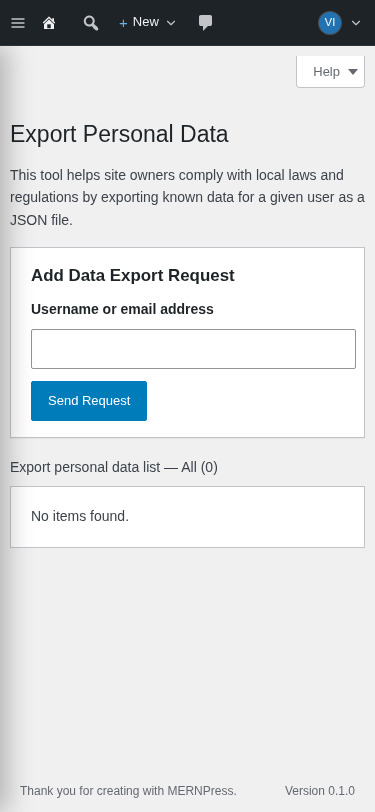 + New
VI
Help
Export Personal Data
This tool helps site owners comply with local laws and
regulations by exporting known data for a given user as a
JSON file.
Add Data Export Request
Username or email address
Send Request
Export personal data list — All (0)
No items found.
Thank you for creating with MERNPress. Version 0.1.0